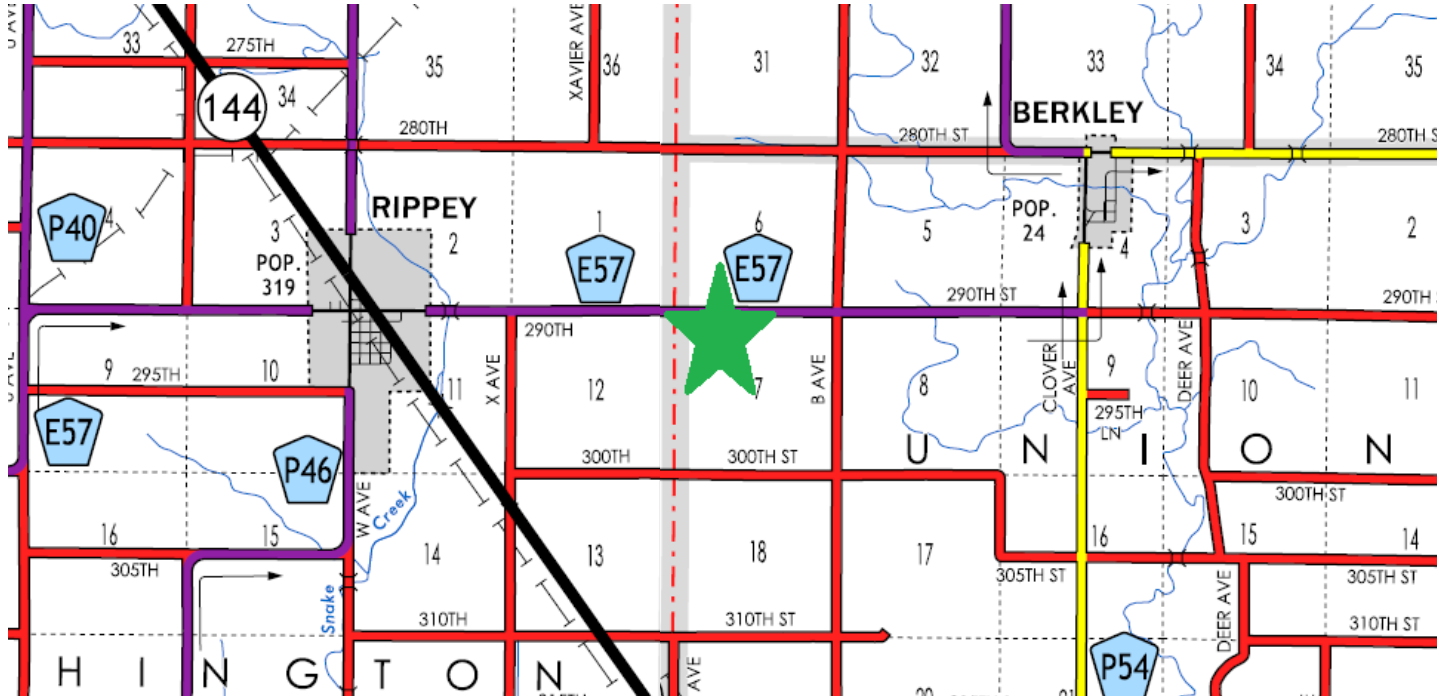 U AVE
33
275TH
35
XAVIER AVE
36
31
32
33
34
35
34
144
BERKLEY
280TH
280TH ST
280TH S
RIPPEY
P40
4
3
2
1
6
5
POP.
24
4
3
2
POP.
319
E57
E57
290TH
290TH ST
290TH
9
295TH
10
11
X AVE
12
7
B AVE
8
CLOVER
AVE
9
DEER AVE
10
11
295TH
LN
E57
U N I O N
P46
300TH
300TH ST
300TH ST
W AVE
Creek
16
15
14
13
18
17
16
15
14
305TH
305TH ST
305TH ST
Snake
310TH
310TH ST
DEER AVE
310TH ST
H I N G T O N
AVE
P54